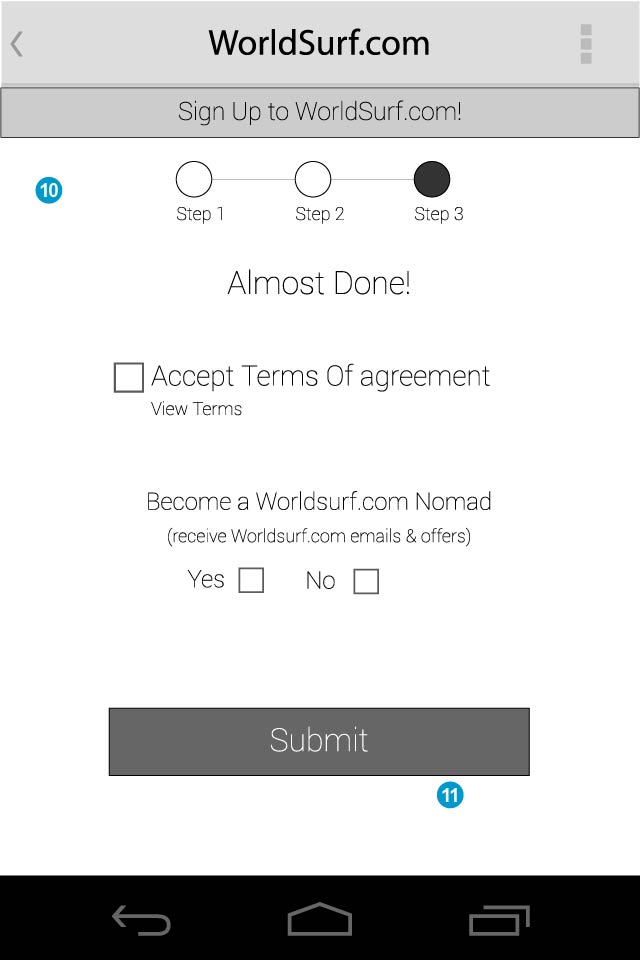 WorldSurf.com
Sign Up to WorldSurf.com!
10
Step 1 Step 2 Step 3
Almost Done!
Accept Terms Of agreement
View Terms
Become a Worldsurf.com Nomad
(receive Worldsurf.com emails & offers)
Yes No
Submit
11